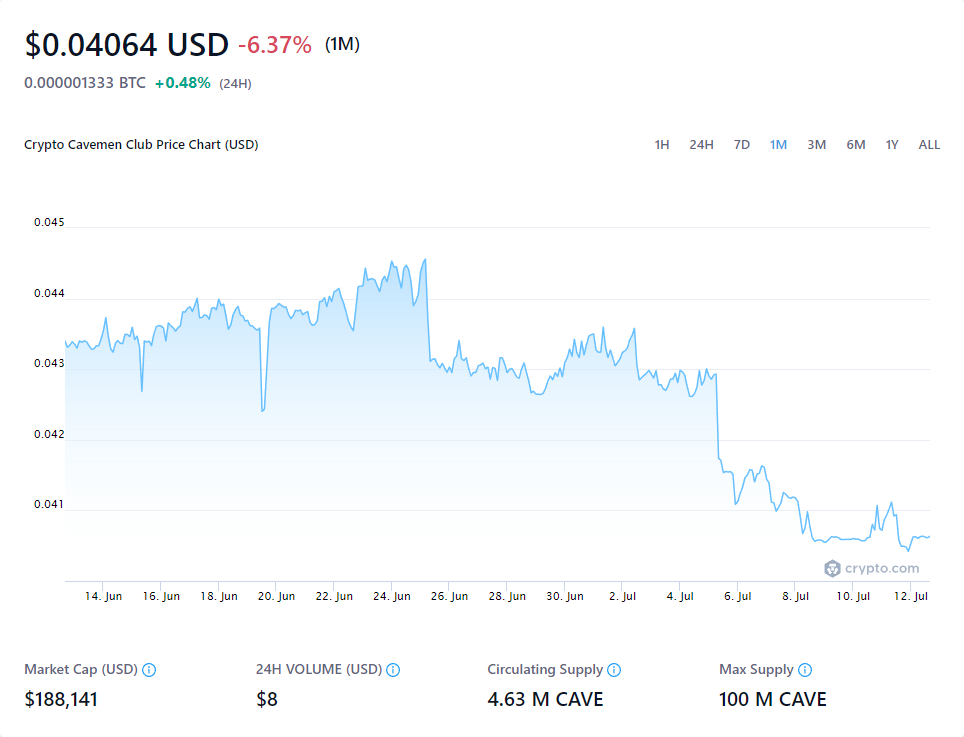 $0.04064 USD -6.37% (1M)
0.000001333 BTC +0.48% (24H)
Crypto Cavemen Club Price Chart (USD) 1H 24H 7D 1M 3M 6M 1Y ALL
0.045
0.044
0.043
0.042
0.041
crypto.com
14. Jun 16. Jun 18. Jun 20. Jun 22. Jun 24. Jun 26. Jun 28. Jun 30. Jun 2. Jul 4. Jul 6. Jul 8. Jul 10. Jul 12. Jul
Market Cap (USD) 24H VOLUME (USD) Circulating Supply Max Supply
$188,141 $8 4.63 M CAVE 100 M CAVE